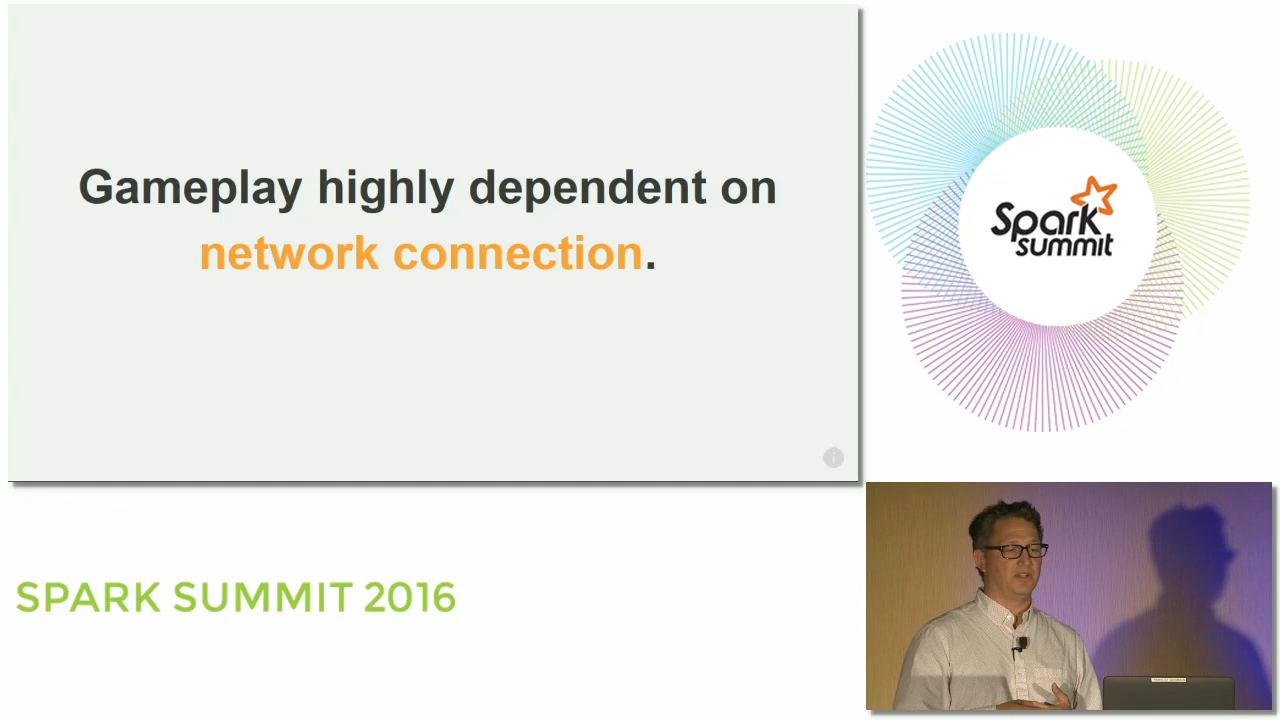 Gameplay highly dependent on
network connection.
i
Spark
summit
SPARK SUMMIT 2016